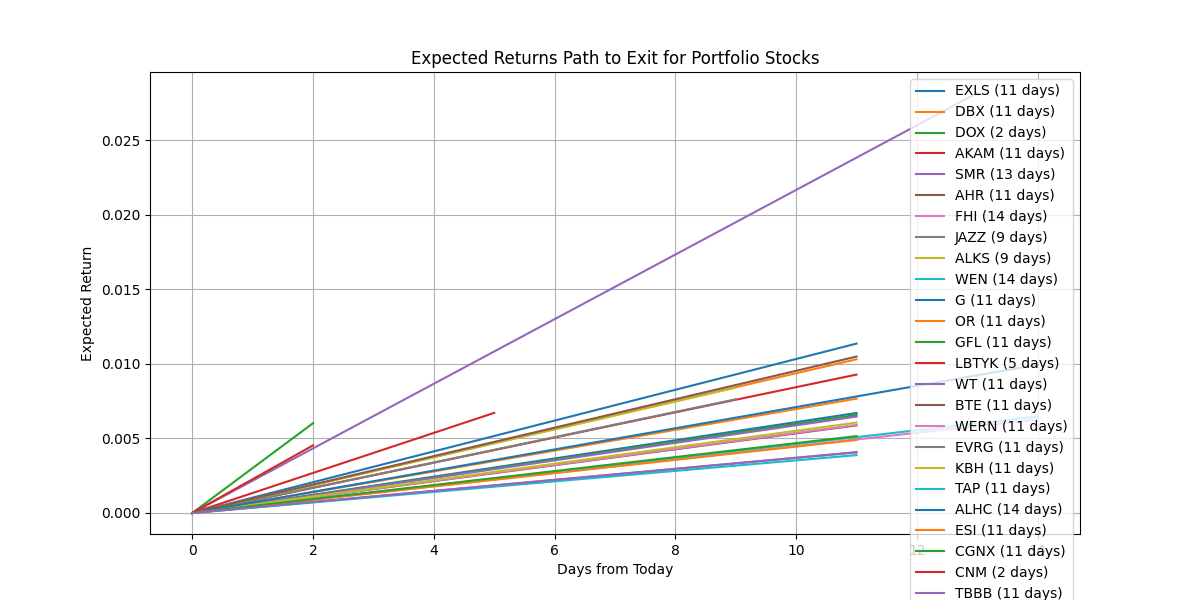 Expected Returns Path to Exit for Portfolio Stocks
Expected Return
0.025
0.020
0.015
0.010
0.005
0.000
0 2 4 6 8 10 12
Days from Today
EXLS (11 days)
DBX (11 days)
DOX (2 days)
AKAM (11 days)
SMR (13 days)
AHR (11 days)
FHI (14 days)
JAZZ (9 days)
ALKS (9 days)
WEN (14 days)
G (11 days)
OR (11 days)
GFL (11 days)
LBTYK (5 days)
WT (11 days)
BTE (11 days)
WERN (11 days)
EVRG (11 days)
KBH (11 days)
TAP (11 days)
ALHC (14 days)
ESI (11 days)
CGNX (11 days)
CNM (2 days)
TBBB (11 days)